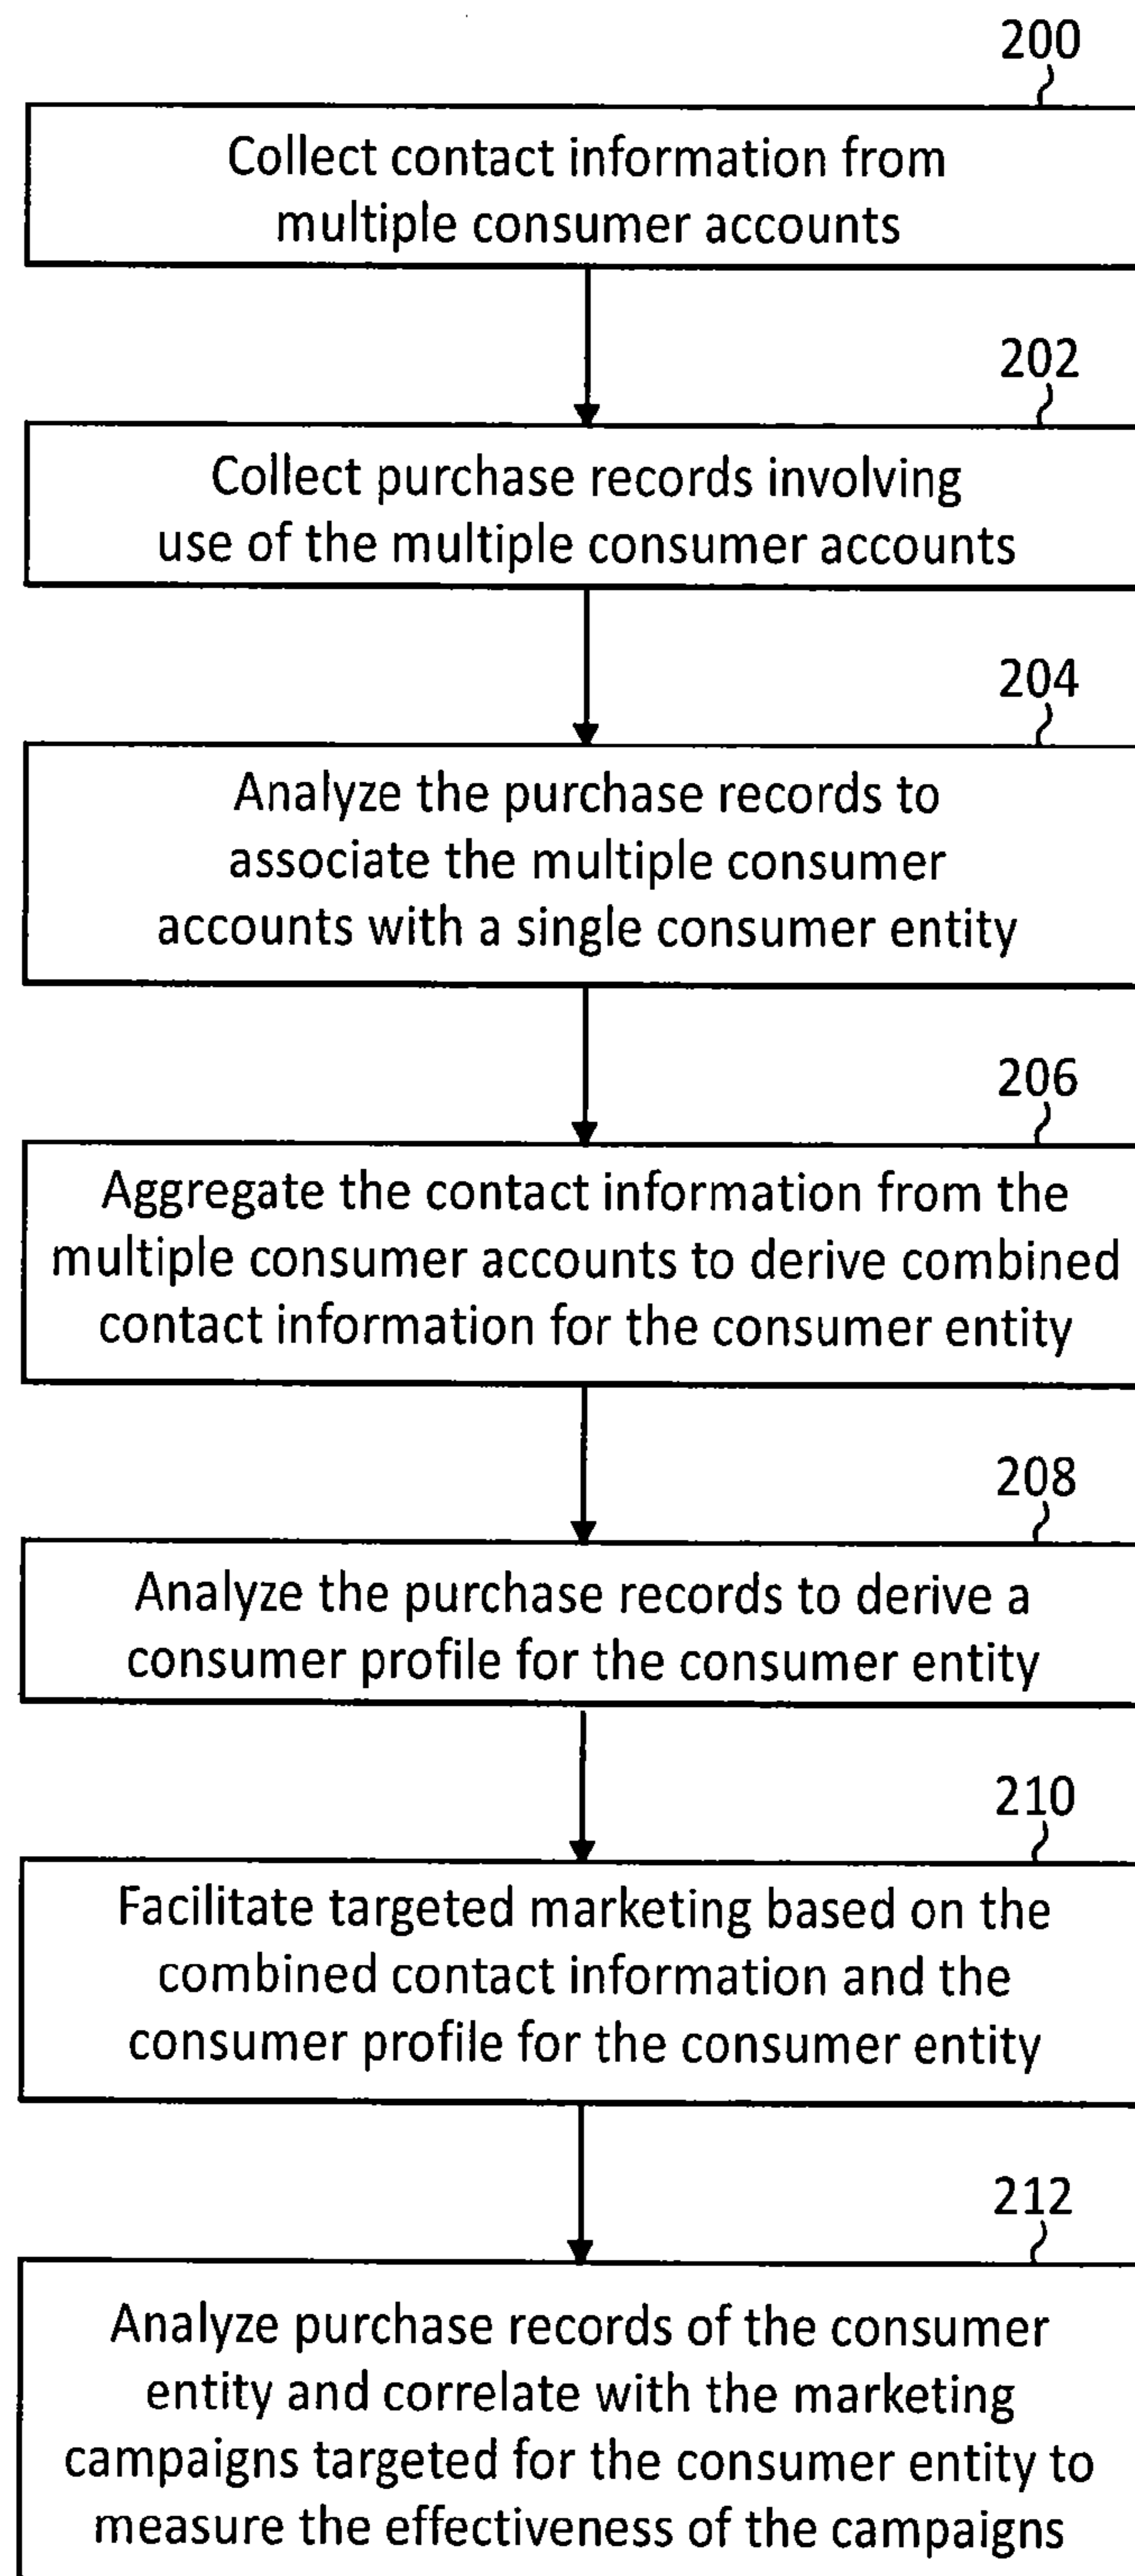 200
Collect contact information from
multiple consumer accounts
202
Collect purchase records involving
use of the multiple consumer accounts
204
Analyze the purchase records to
associate the multiple consumer
accounts with a single consumer entity
206
Aggregate the contact information from the
multiple consumer accounts to derive combined
contact information for the consumer entity
208
Analyze the purchase records to derive a
consumer profile for the consumer entity
210
Facilitate targeted marketing based on the
combined contact information and the
consumer profile for the consumer entity
212
Analyze purchase records of the consumer
entity and correlate with the marketing
campaigns targeted for the consumer entity to
measure the effectiveness of the campaigns